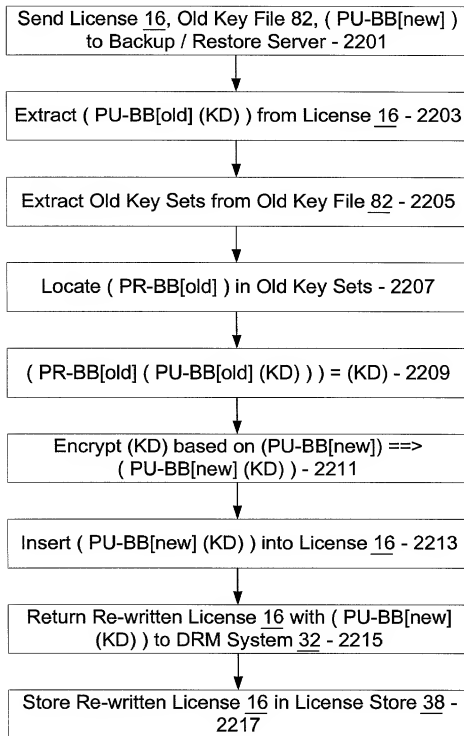 Send License 16, Old Key File 82, ( PU-BB[new] )
to Backup / Restore Server - 2201
Extract ( PU-BB[old] (KD) ) from License 16 - 2203
Extract Old Key Sets from Old Key File 82 - 2205
Locate ( PR-BB[old] ) in Old Key Sets - 2207
( PR-BB[old] ( PU-BB[old] (KD) ) ) = (KD) - 2209
Encrypt (KD) based on (PU-BB[new]) ==>
( PU-BB[new] (KD) ) - 2211
Insert ( PU-BB[new] (KD) ) into License 16 - 2213
Return Re-written License 16 with ( PU-BB[new]
(KD) ) to DRM System 32 - 2215
Store Re-written License 16 in License Store 38 -
2217